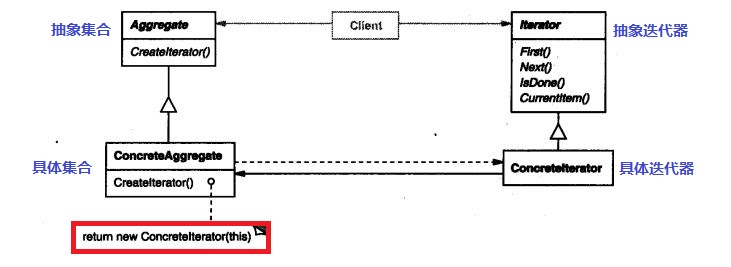 抽象集合
Aggregate
CreateIterator()
Client
Iterator
First()
Next()
IsDone()
CurrentItem()
抽象迭代器
具体集合
ConcreteAggregate
CreateIterator()
ConcreteIterator
具体迭代器
return new ConcreteIterator(this)